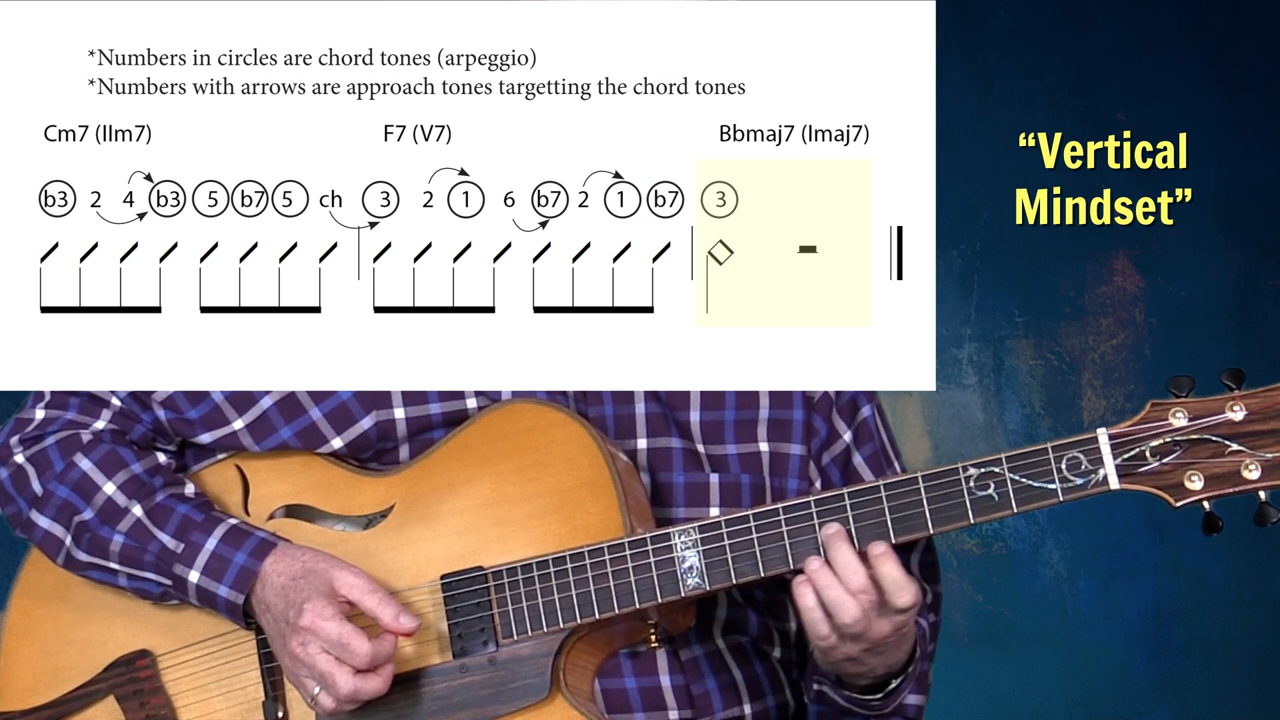 *Numbers in circles are chord tones (arpeggio)
*Numbers with arrows are approach tones targetting the chord tones
Cm7 (IIm7) F7 (V7) Bbmaj7 (Imaj7)
b3 2 4 b3 5 b7 5 ch 3 2 1 6 b7 2 1 b7 3
“Vertical
Mindset”